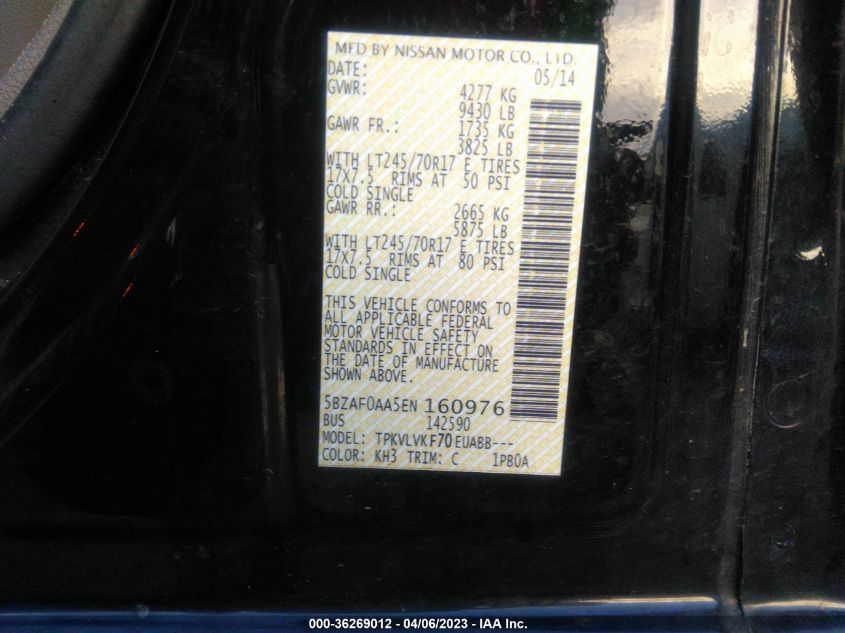 MFD BY NISSAN MOTOR CO., LTD.
DATE: 05/14
GVWR: 4277 KG
9430 LB
GAWR FR.: 1735 KG
3825 LB
WITH LT245/70R17 E TIRES
17X7.5 RIMS AT 50 PSI
COLD SINGLE
GAWR RR.: 2665 KG
5875 LB
WITH LT245/70R17 E TIRES
17X7.5 RIMS AT 80 PSI
COLD SINGLE
THIS VEHICLE CONFORMS TO
ALL APPLICABLE FEDERAL
MOTOR VEHICLE SAFETY
STANDARDS IN EFFECT ON
THE DATE OF MANUFACTURE
SHOWN ABOVE.
5BZAF0AA5EN160976
BUS 142590
MODEL: TPKVLVKF70EUABB---
COLOR: KH3 TRIM: C 1PB0A
000-36269012 - 04/06/2023 - IAA Inc.